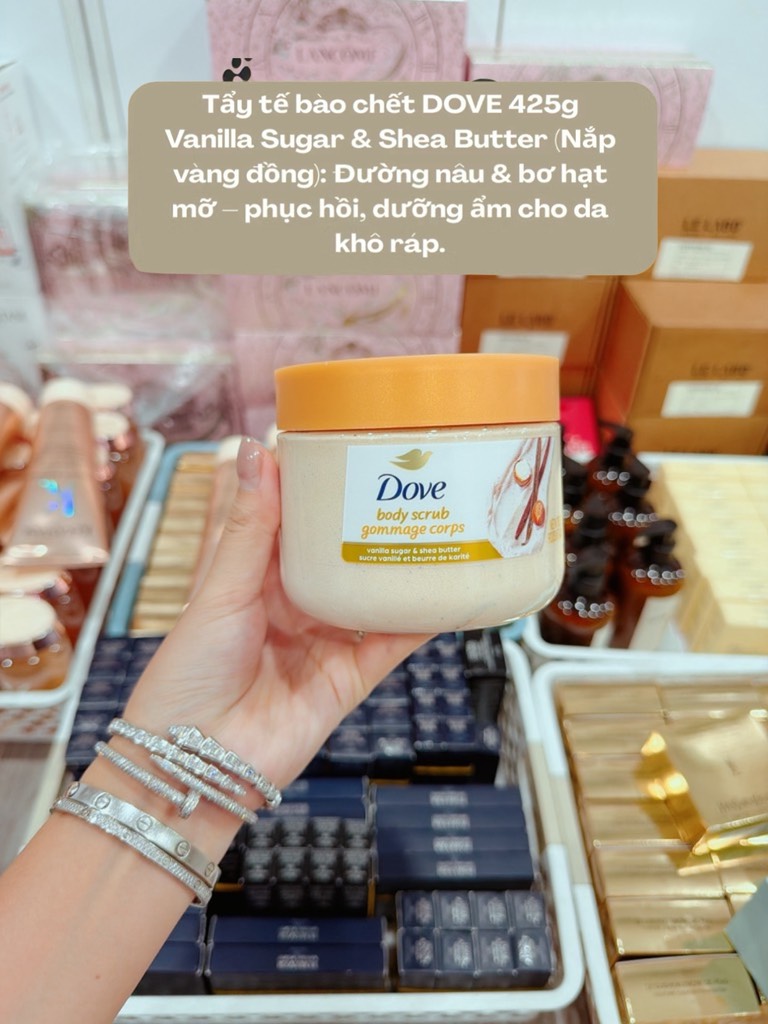 LANCOME
Tẩy tế bào chết DOVE 425g
Vanilla Sugar & Shea Butter (Nắp
vàng đồng): Đường nâu & bơ hạt
mỡ – phục hồi, dưỡng ẩm cho da
khô ráp.
LANCOME
Dove
body scrub
gommage corps
vanilla sugar & shea butter
sucre vanillé et beurre de karité